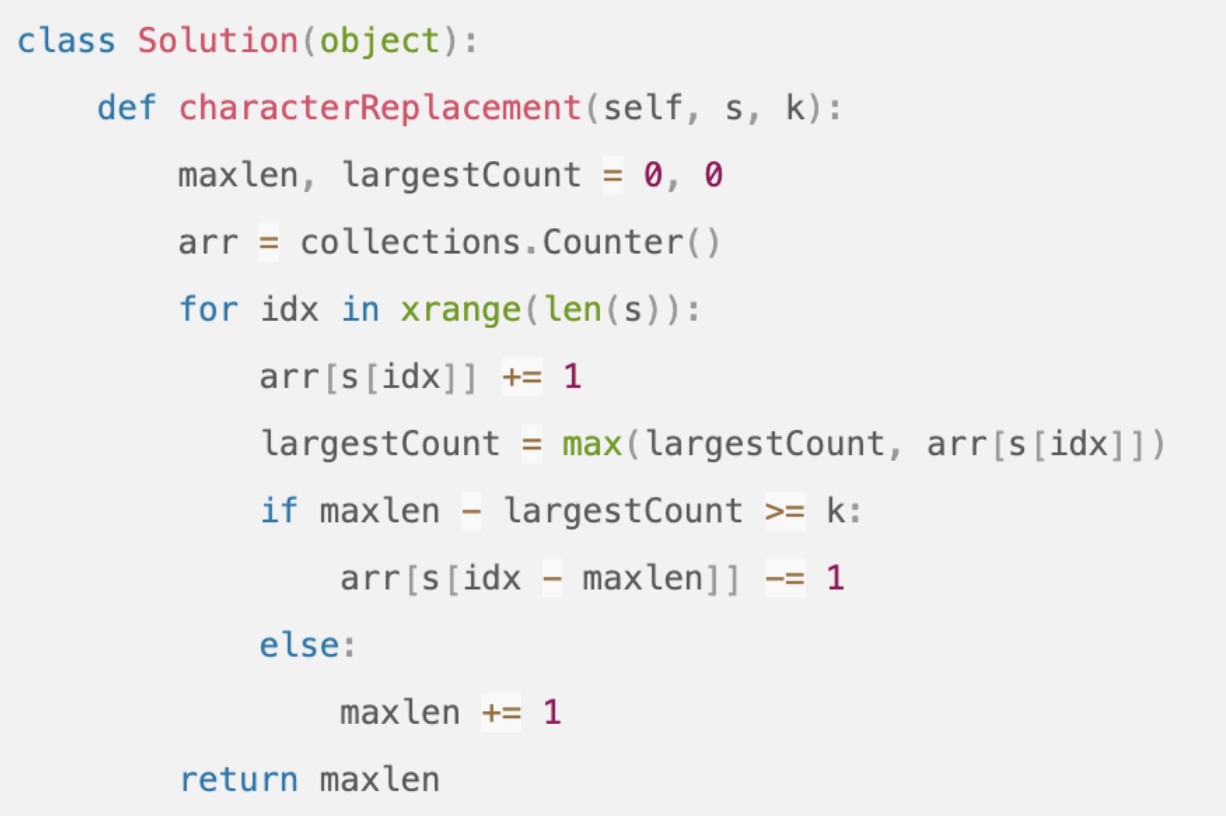 class Solution(object):
    def characterReplacement(self, s, k):
        maxlen, largestCount = 0, 0
        arr = collections.Counter()
        for idx in xrange(len(s)):
            arr[s[idx]] += 1
            largestCount = max(largestCount, arr[s[idx]])
            if maxlen - largestCount >= k:
                arr[s[idx - maxlen]] -= 1
            else:
                maxlen += 1
        return maxlen